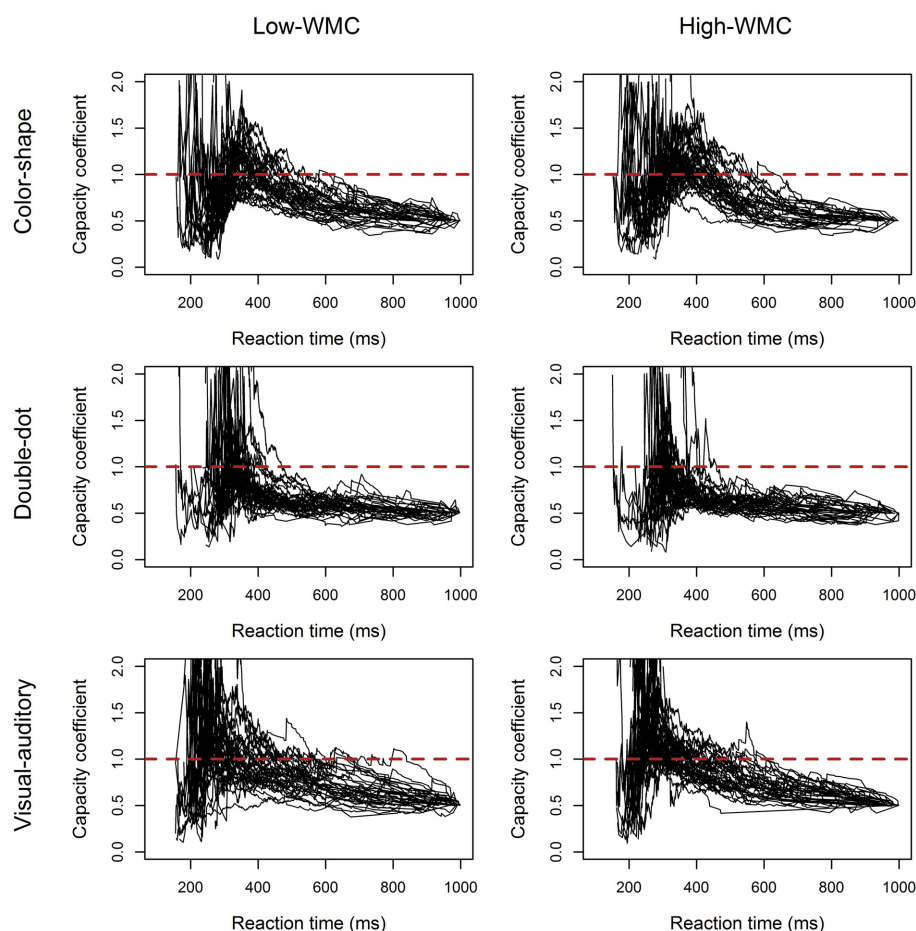 Low-WMC
High-WMC
Color-shape
Capacity coefficient
2.0
1.5
1.0
0.5
0.0
200 400 600 800 1000
Reaction time (ms)
Capacity coefficient
2.0
1.5
1.0
0.5
0.0
200 400 600 800 1000
Reaction time (ms)
Double-dot
Capacity coefficient
2.0
1.5
1.0
0.5
0.0
200 400 600 800 1000
Reaction time (ms)
Capacity coefficient
2.0
1.5
1.0
0.5
0.0
200 400 600 800 1000
Reaction time (ms)
Visual-auditory
Capacity coefficient
2.0
1.5
1.0
0.5
0.0
200 400 600 800 1000
Reaction time (ms)
Capacity coefficient
2.0
1.5
1.0
0.5
0.0
200 400 600 800 1000
Reaction time (ms)